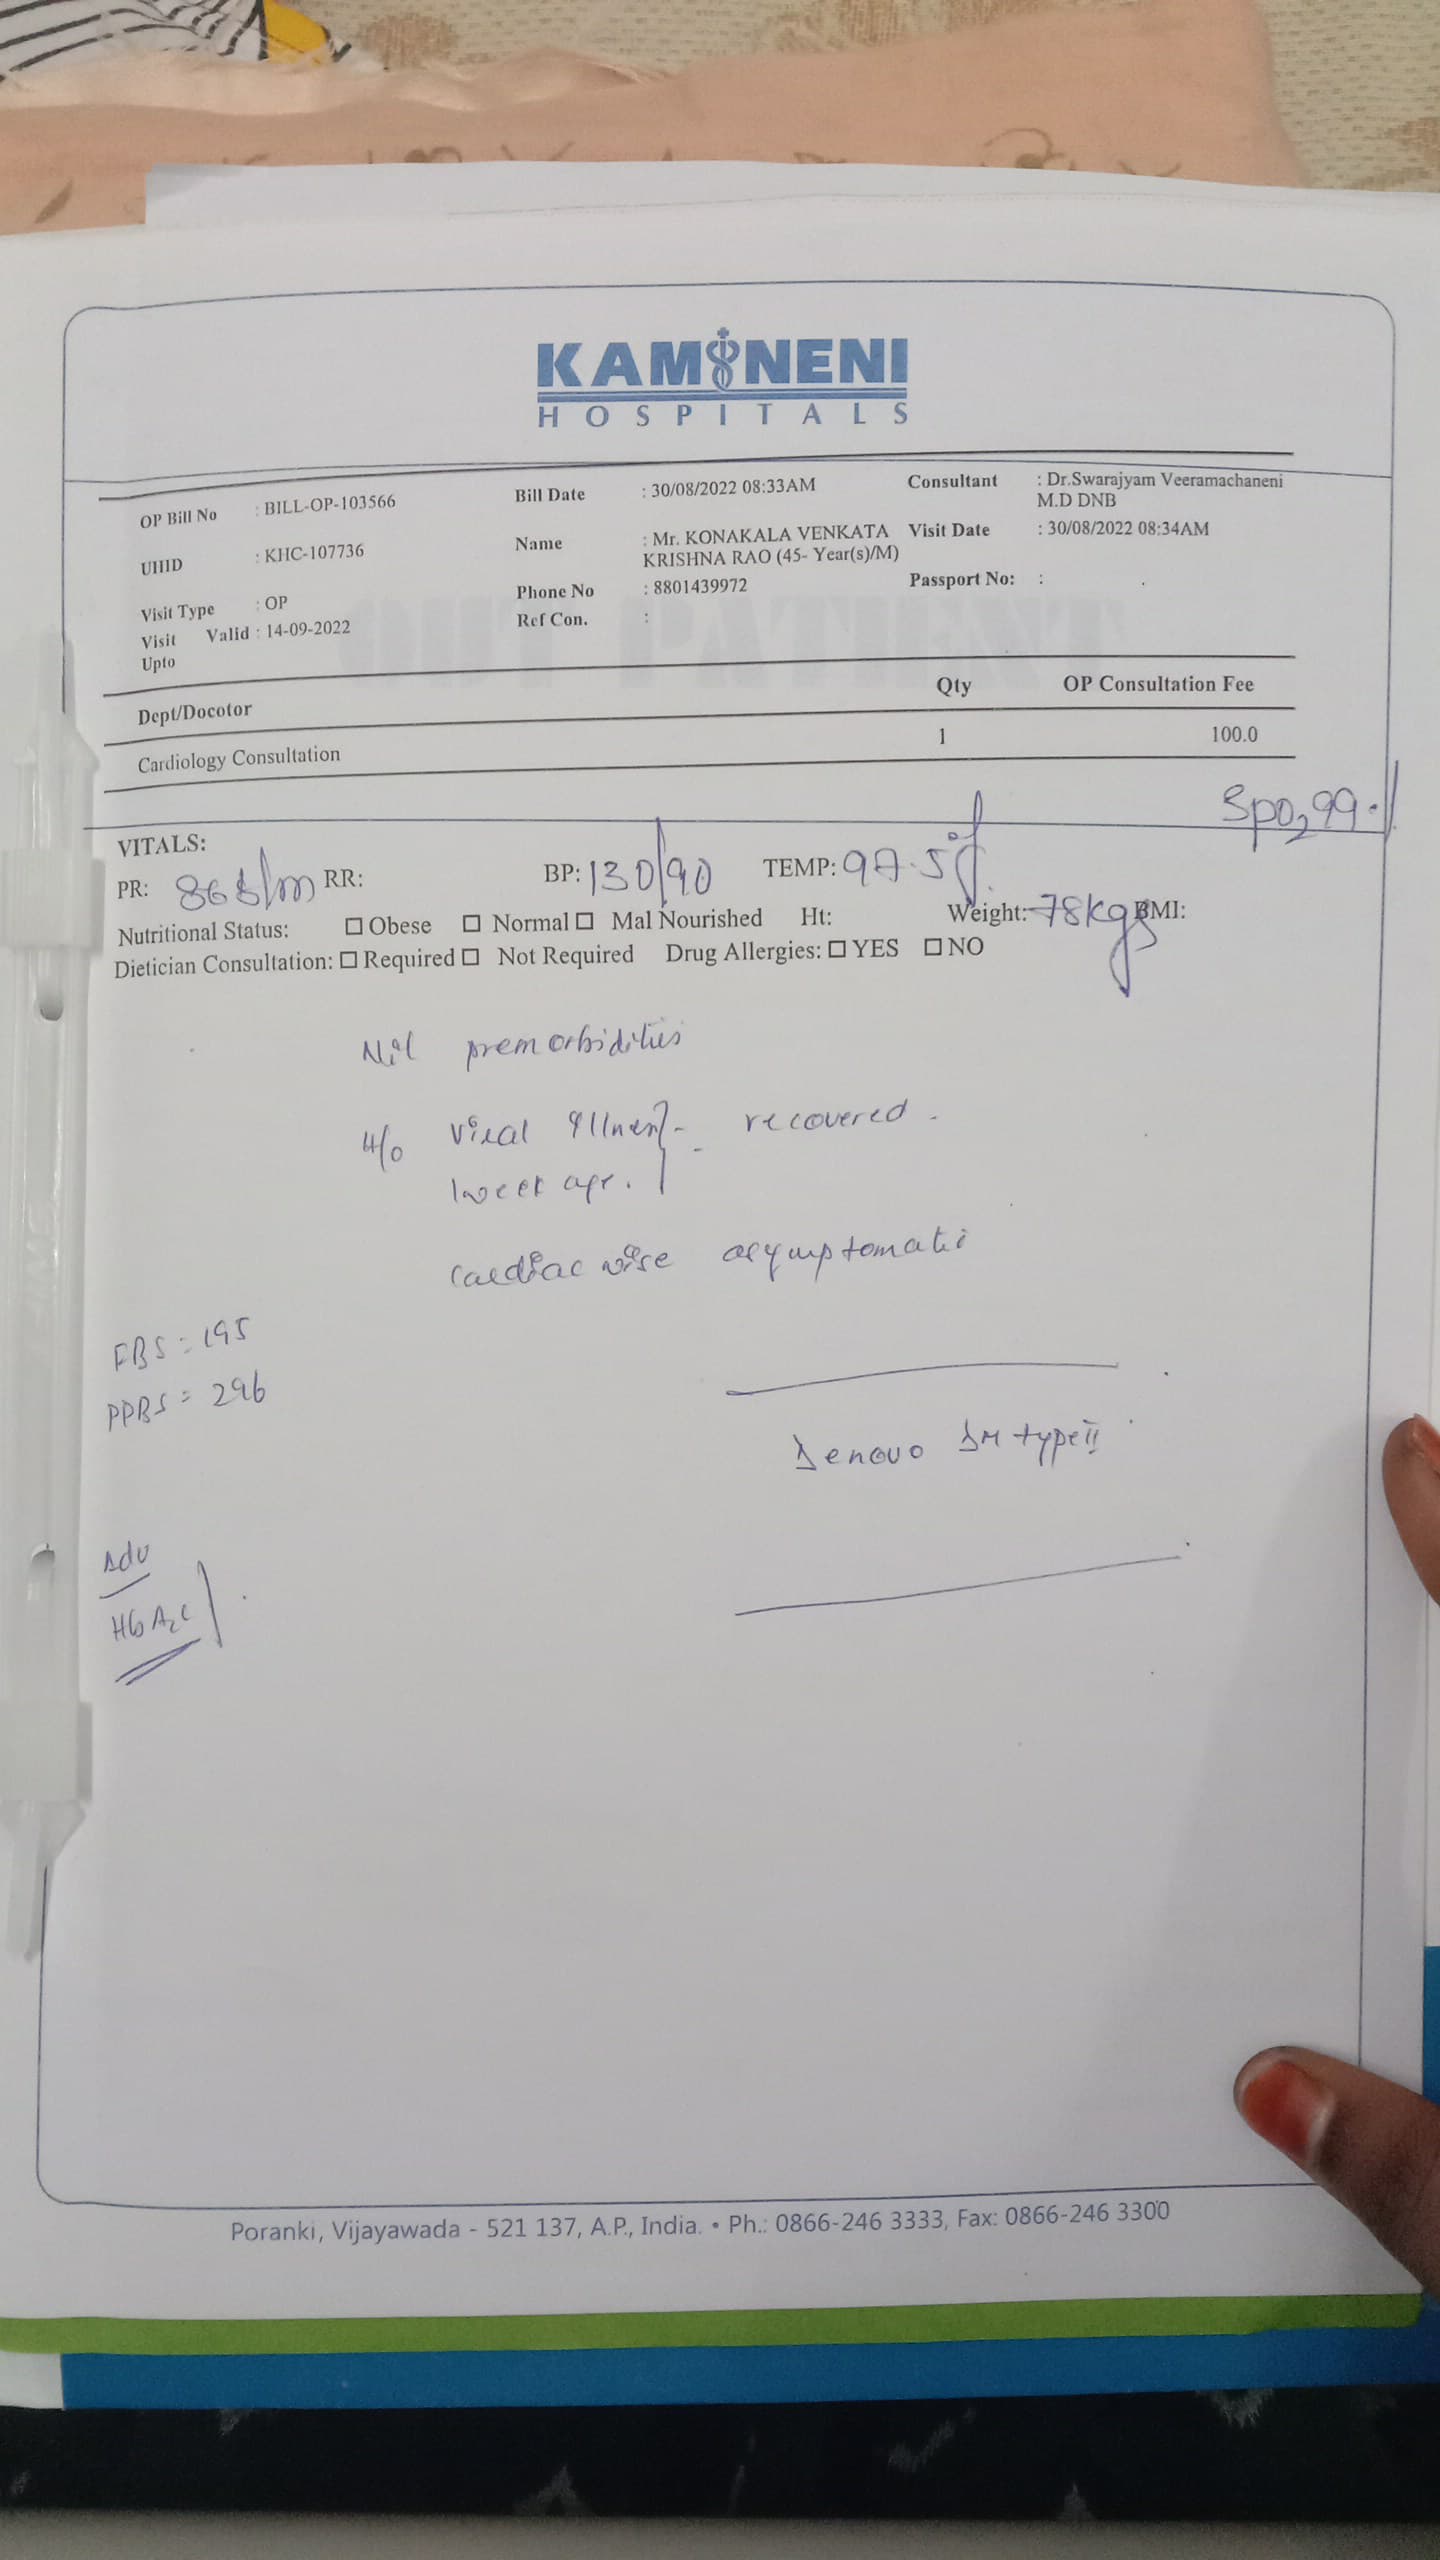 KAMINENI
HOSPITALS
OP Bill No : BILL-OP-103566
Bill Date : 30/08/2022 08:33AM
Consultant : Dr.Swarajyam Veeramachaneni
M.D DNB
UHID : KHC-107736
Name : Mr. KONAKALA VENKATA
KRISHNA RAO (45- Year(s)/M)
Visit Date : 30/08/2022 08:34AM
Visit Type : OP
Phone No : 8801439972
Passport No: :
Visit Valid : 14-09-2022
Upto
Ref Con. :
OUT PATIENT
Dept/Docotor Qty OP Consultation Fee
Cardiology Consultation 1 100.0
Spo2 99%
VITALS:
PR: 86b/m RR: BP: 130/90 TEMP: 97.5°f
Nutritional Status: Obese Normal Mal Nourished Ht: Weight: 78kgs BMI:
Dietician Consultation: Required Not Required Drug Allergies: YES NO
Nil premorbidities
H/o viral illness - recovered.
1week ago.
cardiac wise asymptomatic
FBS = 195
PPBS = 296
Denovo DM type II
Adv
HbA1c
Poranki, Vijayawada - 521 137, A.P., India. • Ph.: 0866-246 3333, Fax: 0866-246 3300